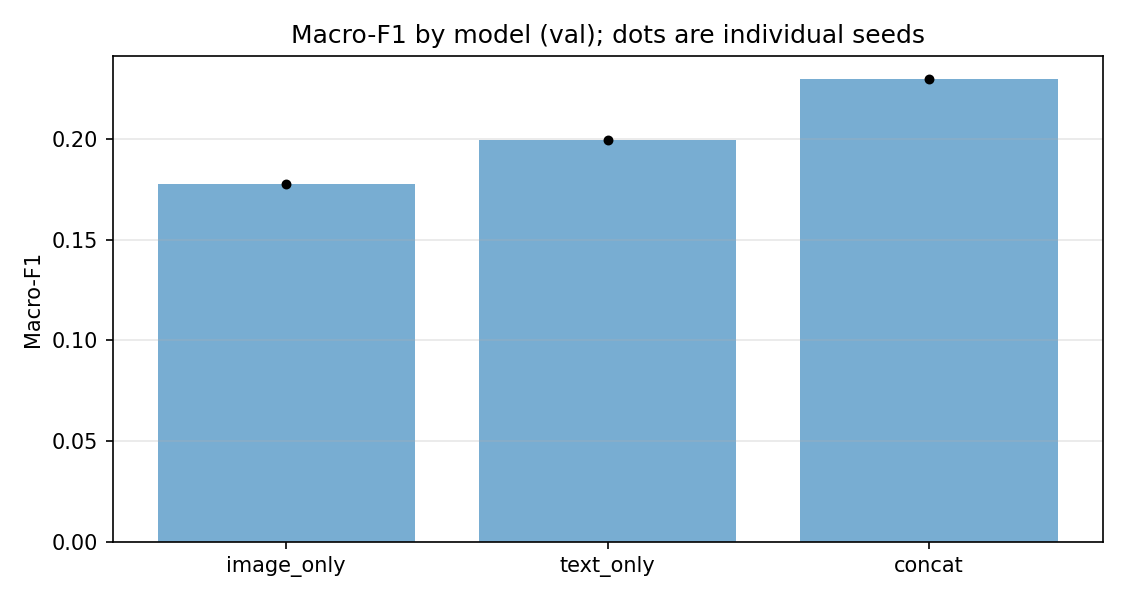 Macro-F1 by model (val); dots are individual seeds
Macro-F1
0.20
0.15
0.10
0.05
0.00
image_only
text_only
concat